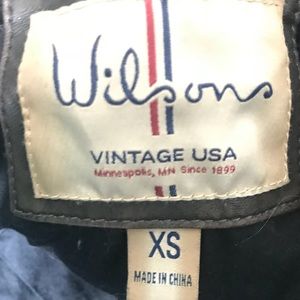 Wilsons
VINTAGE USA
Minneapolis, MN Since 1899
XS
MADE IN CHINA